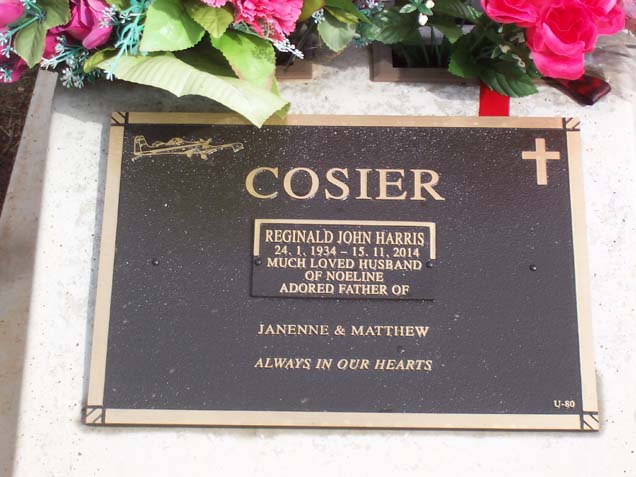 COSIER
REGINALD JOHN HARRIS
24. 1. 1934 – 15. 11. 2014
MUCH LOVED HUSBAND
OF NOELINE
ADORED FATHER OF
JANENNE & MATTHEW
ALWAYS IN OUR HEARTS
U-80